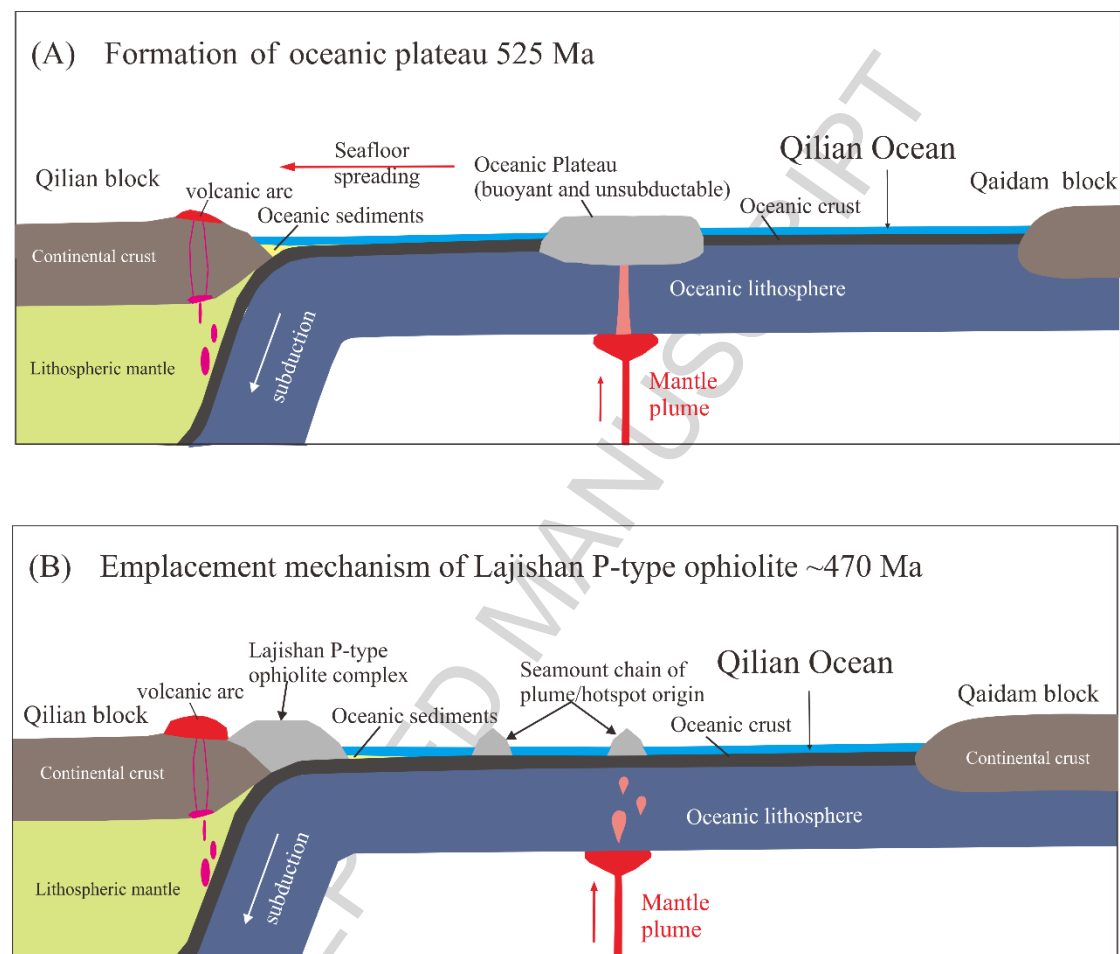 (A) Formation of oceanic plateau 525 Ma
Qilian Ocean
Seafloor
spreading
Oceanic Plateau
(buoyant and unsubductable)
Qilian block
Qaidam block
volcanic arc
Oceanic crust
Oceanic sediments
Continental crust
Oceanic lithosphere
subduction
Lithospheric mantle
Mantle
plume
(B) Emplacement mechanism of Lajishan P-type ophiolite ~470 Ma
Lajishan P-type
ophiolite complex
Seamount chain of
plume/hotspot origin
Qilian Ocean
volcanic arc
Qilian block
Qaidam block
Oceanic sediments
Oceanic crust
Continental crust
Continental crust
Oceanic lithosphere
subduction
Lithospheric mantle
Mantle
plume
PTED MANUSCRIPT